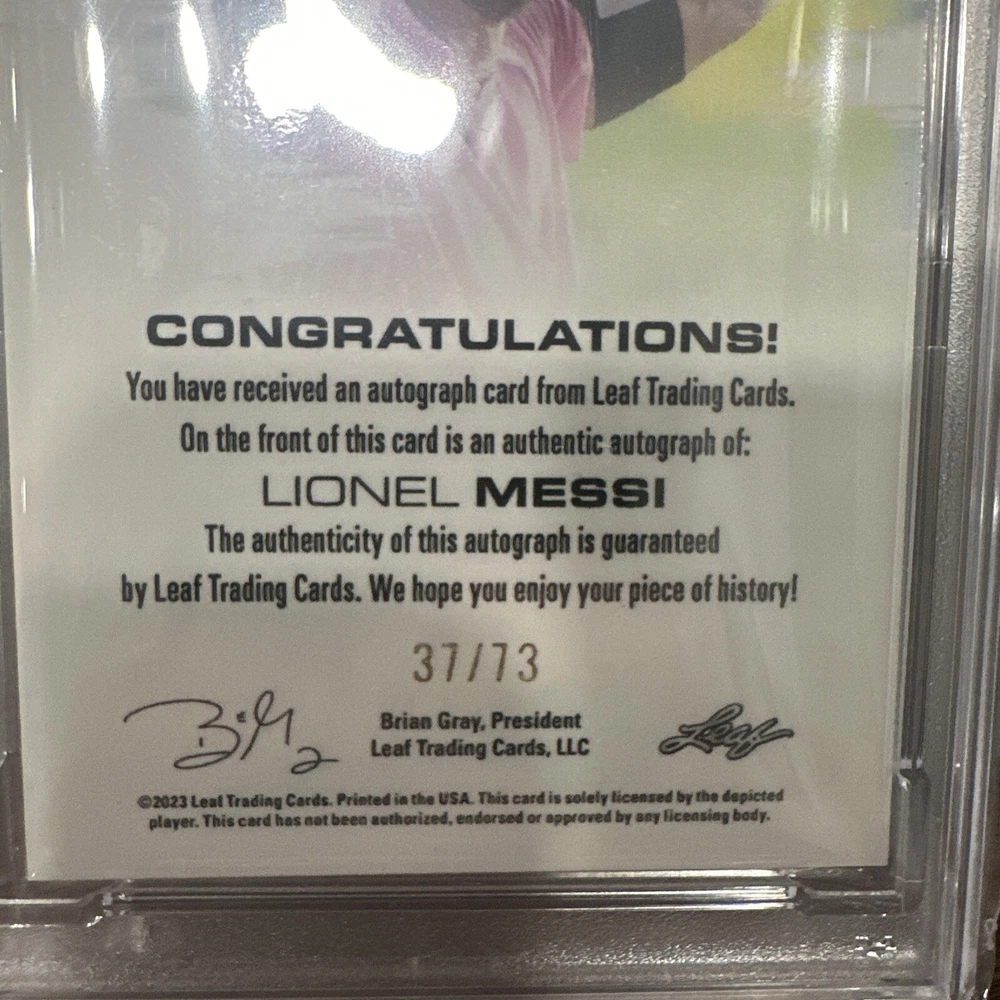 CONGRATULATIONS!
You have received an autograph card from Leaf Trading Cards.
On the front of this card is an authentic autograph of:
LIONEL MESSI
The authenticity of this autograph is guaranteed
by Leaf Trading Cards. We hope you enjoy your piece of history!
37/73
Brian Gray, President
Leaf Trading Cards, LLC
Leaf
©2023 Leaf Trading Cards. Printed in the USA. This card is solely licensed by the depicted
player. This card has not been authorized, endorsed or approved by any licensing body.